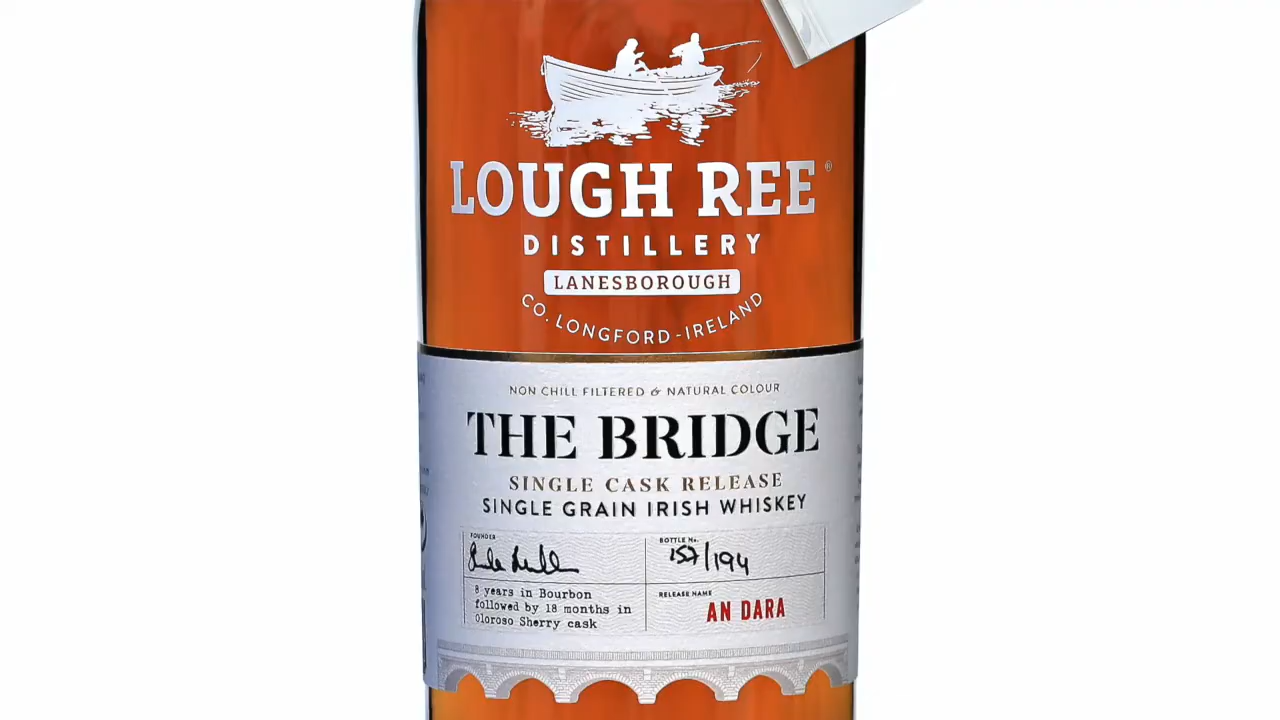 LOUGH REE®
DISTILLERY
LANESBOROUGH
CO. LONGFORD-IRELAND
NON CHILL FILTERED & NATURAL COLOUR
THE BRIDGE
SINGLE CASK RELEASE
SINGLE GRAIN IRISH WHISKEY
FOUNDER
BOTTLE No.
157/194
8 years in Bourbon
followed by 18 months in
Oloroso Sherry cask
RELEASE NAME
AN DARA